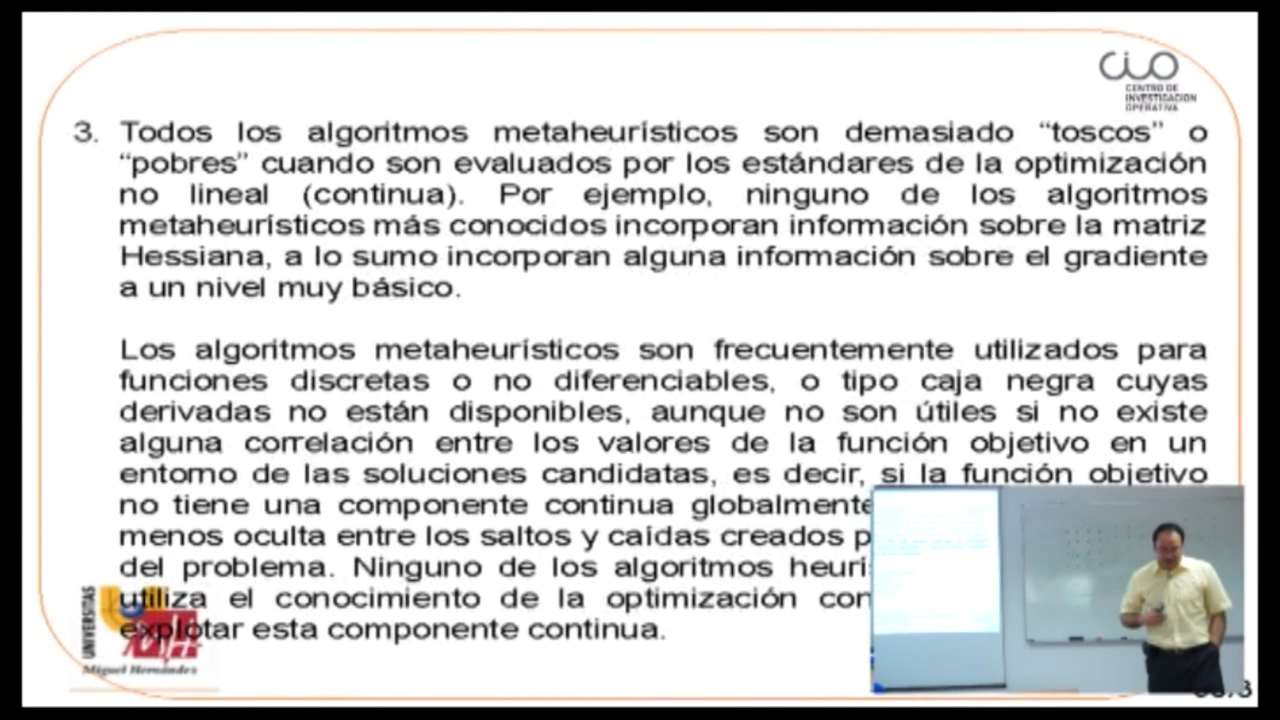 CIO
CENTRO DE
INVESTIGACIÓN
OPERATIVA
3. Todos los algoritmos metaheurísticos son demasiado “toscos” o
“pobres” cuando son evaluados por los estándares de la optimización
no lineal (continua). Por ejemplo, ninguno de los algoritmos
metaheurísticos más conocidos incorporan información sobre la matriz
Hessiana, a lo sumo incorporan alguna información sobre el gradiente
a un nivel muy básico.
Los algoritmos metaheurísticos son frecuentemente utilizados para
funciones discretas o no diferenciables, o tipo caja negra cuyas
derivadas no están disponibles, aunque no son útiles si no existe
alguna correlación entre los valores de la función objetivo en un
entorno de las soluciones candidatas, es decir, si la función objetivo
no tiene una componente continua globalmente
menos oculta entre los saltos y caídas creados p
del problema. Ninguno de los algoritmos heurí
utiliza el conocimiento de la optimización con
explotar esta componente continua.
UNIVERSITAS
Miguel Hernández